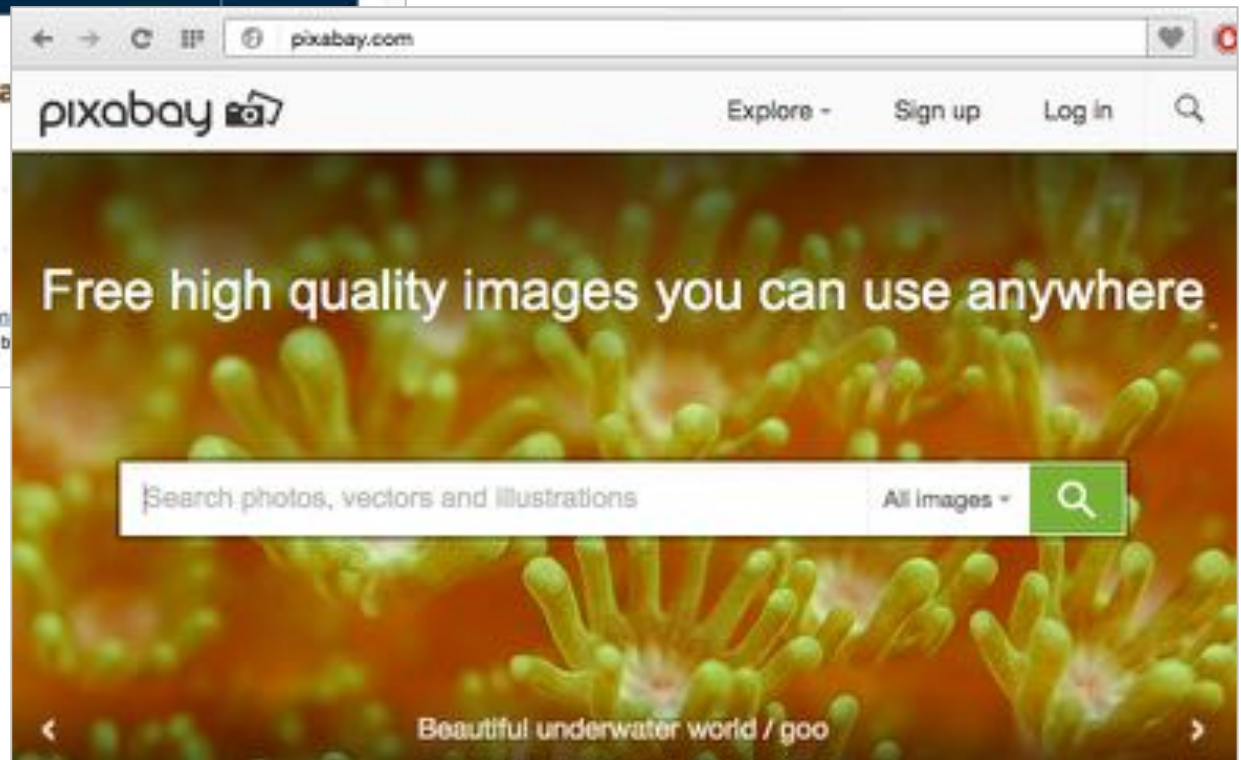 pixabay.com
pixabay
Explore Sign up Log in
Free high quality images you can use anywhere
Search photos, vectors and illustrations All images
Beautiful underwater world / goo